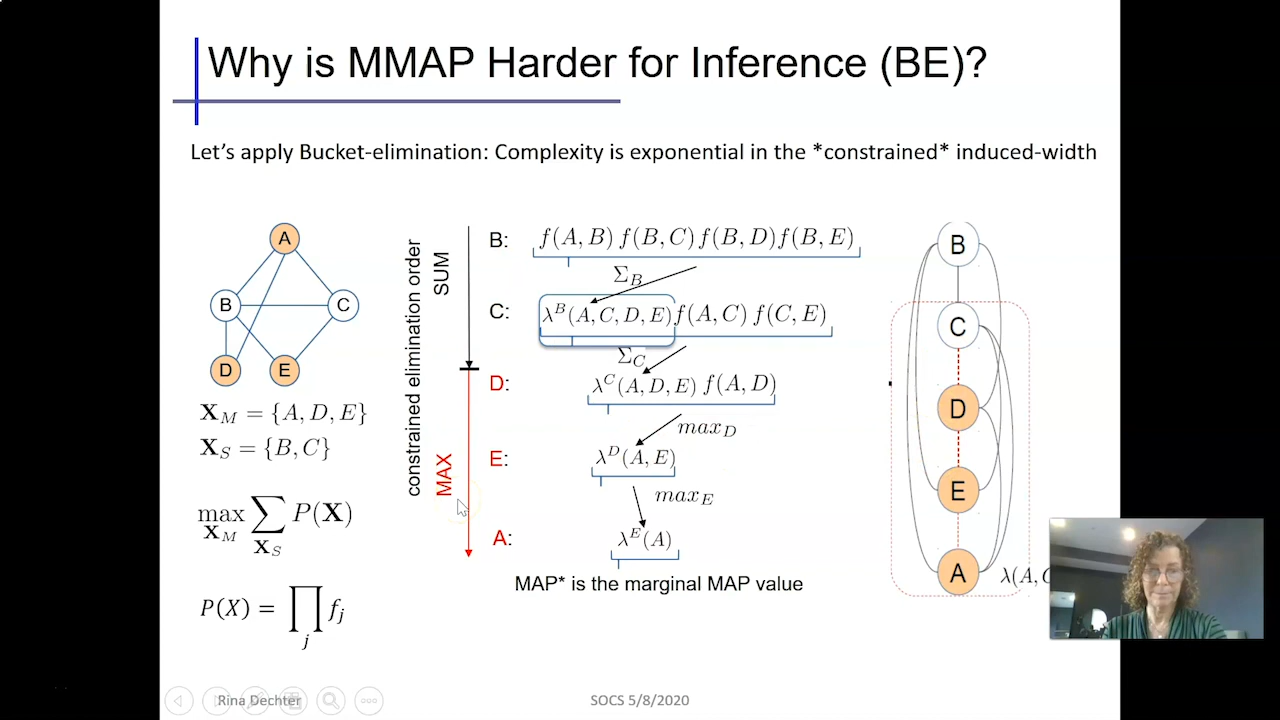 Why is MMAP Harder for Inference (BE)?
Let's apply Bucket-elimination: Complexity is exponential in the *constrained* induced-width
A
B
C
D
E
X_M = {A, D, E}
X_S = {B, C}
max_{X_M} ∑_{X_S} P(X)
P(X) = ∏_j f_j
constrained elimination order
SUM
MAX
B: f(A, B) f(B, C) f(B, D) f(B, E)
Σ_B
C: λ^B(A, C, D, E) f(A, C) f(C, E)
Σ_C
D: λ^C(A, D, E) f(A, D)
max_D
E: λ^D(A, E)
max_E
A: λ^E(A)
MAP* is the marginal MAP value
B
C
D
E
A
λ(A, C
Rina Dechter
SOCS 5/8/2020